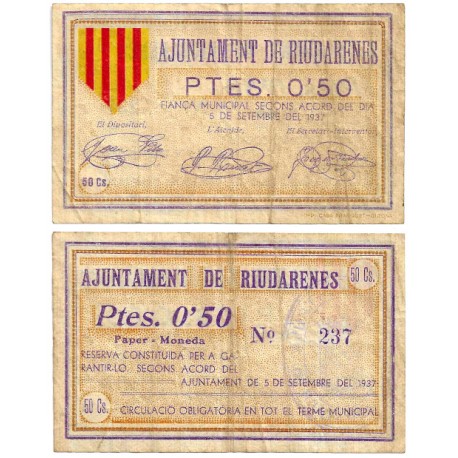 AJUNTAMENT DE RIUDARENES
PTES. 0'50
FIANÇA MUNICIPAL SEGONS ACORD DEL DIA
5 DE SETEMBRE DEL 1937
El Dipositari, L'Alcalde, El Secretari-Interventor,
50 Cs.
AJUNTAMENT DE RIUDARENES 50 Cs.
Ptes. 0'50
Paper - Moneda
Nº 237
RESERVA CONSTITUIDA PER A GA
RANTIR-LO, SEGONS ACORD DEL
AJUNTAMENT DE 5 DE SETEMBRE DEL 1937
50 Cs. CIRCULACIÓ OBLIGATÒRIA EN TOT EL TERME MUNICIPAL